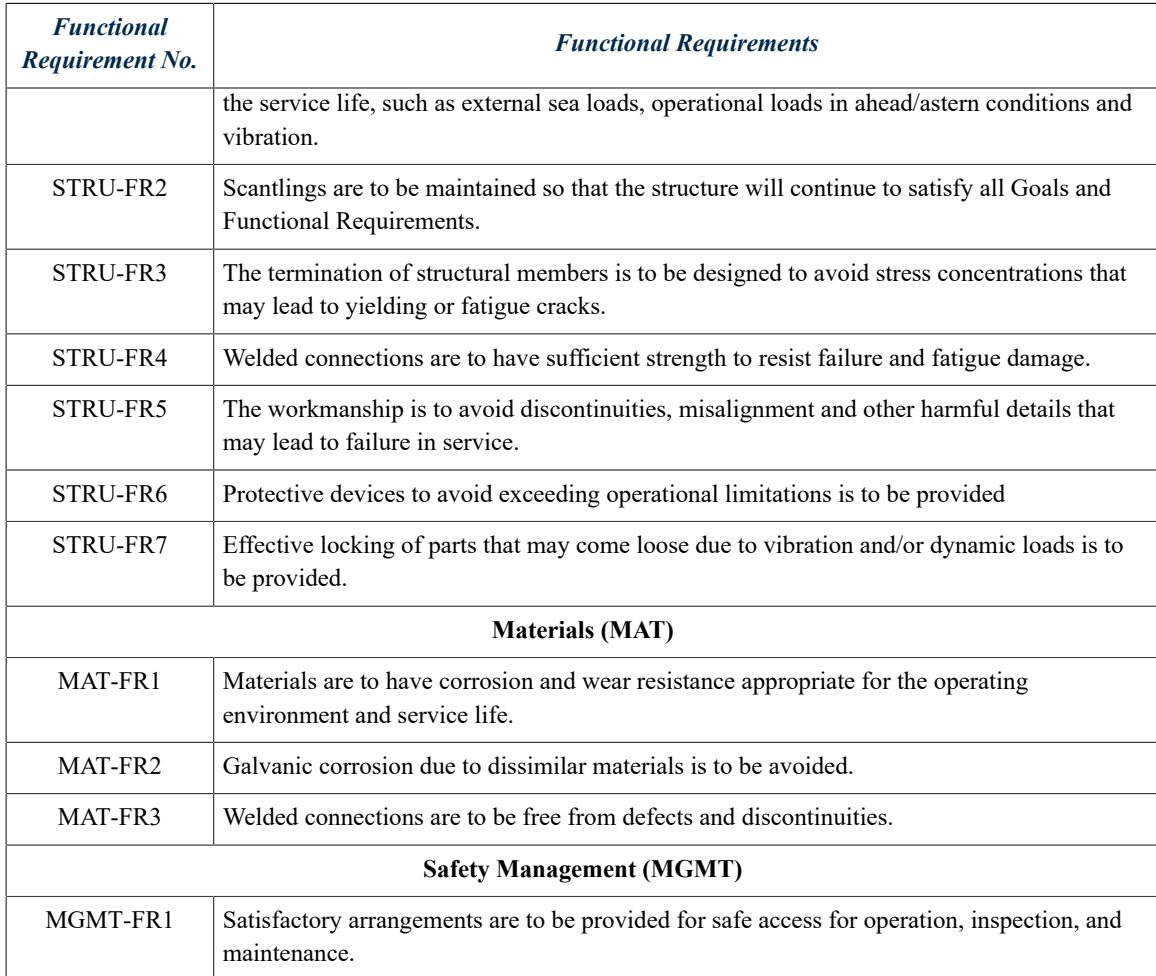 Functional
Requirement No.
Functional Requirements
the service life, such as external sea loads, operational loads in ahead/astern conditions and
vibration.
STRU-FR2
Scantlings are to be maintained so that the structure will continue to satisfy all Goals and
Functional Requirements.
STRU-FR3
The termination of structural members is to be designed to avoid stress concentrations that
may lead to yielding or fatigue cracks.
STRU-FR4
Welded connections are to have sufficient strength to resist failure and fatigue damage.
STRU-FR5
The workmanship is to avoid discontinuities, misalignment and other harmful details that
may lead to failure in service.
STRU-FR6
Protective devices to avoid exceeding operational limitations is to be provided
STRU-FR7
Effective locking of parts that may come loose due to vibration and/or dynamic loads is to
be provided.
Materials (MAT)
MAT-FR1
Materials are to have corrosion and wear resistance appropriate for the operating
environment and service life.
MAT-FR2
Galvanic corrosion due to dissimilar materials is to be avoided.
MAT-FR3
Welded connections are to be free from defects and discontinuities.
Safety Management (MGMT)
MGMT-FR1
Satisfactory arrangements are to be provided for safe access for operation, inspection, and
maintenance.